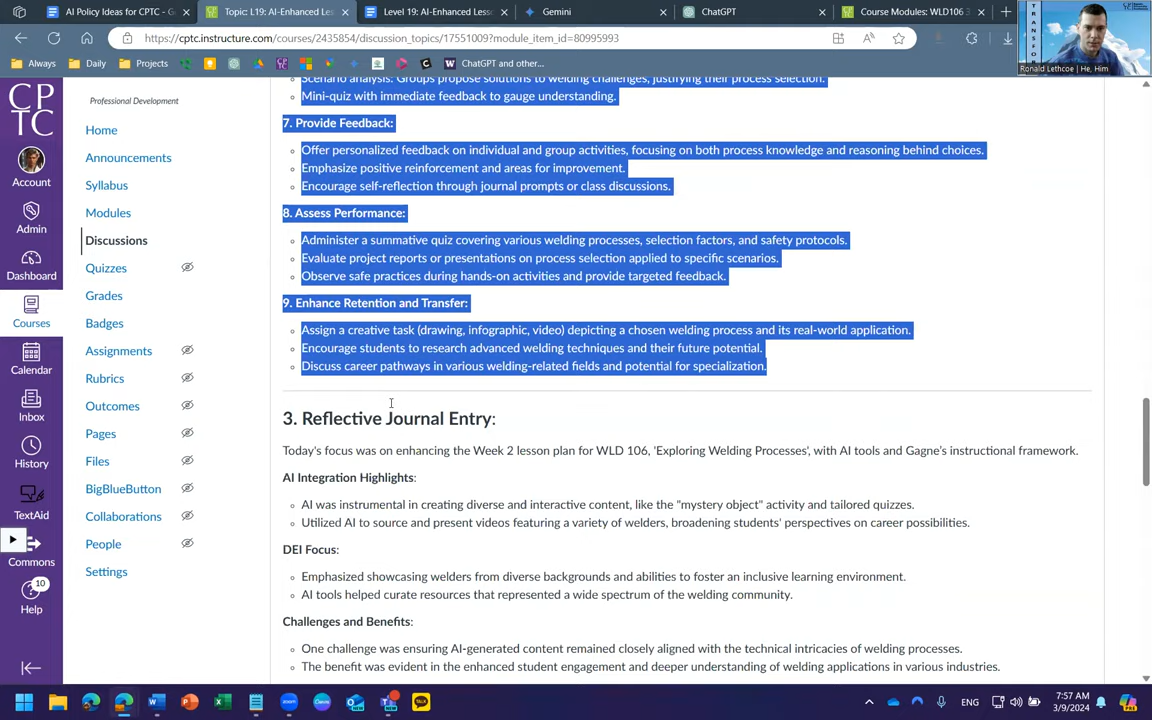 AI Policy Ideas for CPTC - G
Topic: L19: AI-Enhanced Les
Level 19: AI-Enhanced Lesso
Gemini
ChatGPT
Course Modules: WLD106 3
https://cptc.instructure.com/courses/2435854/discussion_topics/17551009?module_item_id=80995993
Always
Daily
Projects
ChatGPT and other...
TRANSFOR
Ronald Lethcoe | He, Him
CP
TC
Account
Admin
Dashboard
Courses
Calendar
Inbox
History
TextAid
Commons
10
Help
Professional Development
Home
Announcements
Syllabus
Modules
Discussions
Quizzes
Grades
Badges
Assignments
Rubrics
Outcomes
Pages
Files
BigBlueButton
Collaborations
People
Settings
Scenario analysis: Groups propose solutions to welding challenges, justifying their process selection.
Mini-quiz with immediate feedback to gauge understanding.
7. Provide Feedback:
Offer personalized feedback on individual and group activities, focusing on both process knowledge and reasoning behind choices.
Emphasize positive reinforcement and areas for improvement.
Encourage self-reflection through journal prompts or class discussions.
8. Assess Performance:
Administer a summative quiz covering various welding processes, selection factors, and safety protocols.
Evaluate project reports or presentations on process selection applied to specific scenarios.
Observe safe practices during hands-on activities and provide targeted feedback.
9. Enhance Retention and Transfer:
Assign a creative task (drawing, infographic, video) depicting a chosen welding process and its real-world application.
Encourage students to research advanced welding techniques and their future potential.
Discuss career pathways in various welding-related fields and potential for specialization.
3. Reflective Journal Entry:
Today's focus was on enhancing the Week 2 lesson plan for WLD 106, 'Exploring Welding Processes', with AI tools and Gagne's instructional framework.
AI Integration Highlights:
AI was instrumental in creating diverse and interactive content, like the "mystery object" activity and tailored quizzes.
Utilized AI to source and present videos featuring a variety of welders, broadening students' perspectives on career possibilities.
DEI Focus:
Emphasized showcasing welders from diverse backgrounds and abilities to foster an inclusive learning environment.
AI tools helped curate resources that represented a wide spectrum of the welding community.
Challenges and Benefits:
One challenge was ensuring AI-generated content remained closely aligned with the technical intricacies of welding processes.
The benefit was evident in the enhanced student engagement and deeper understanding of welding applications in various industries.
ENG
7:57 AM
3/9/2024